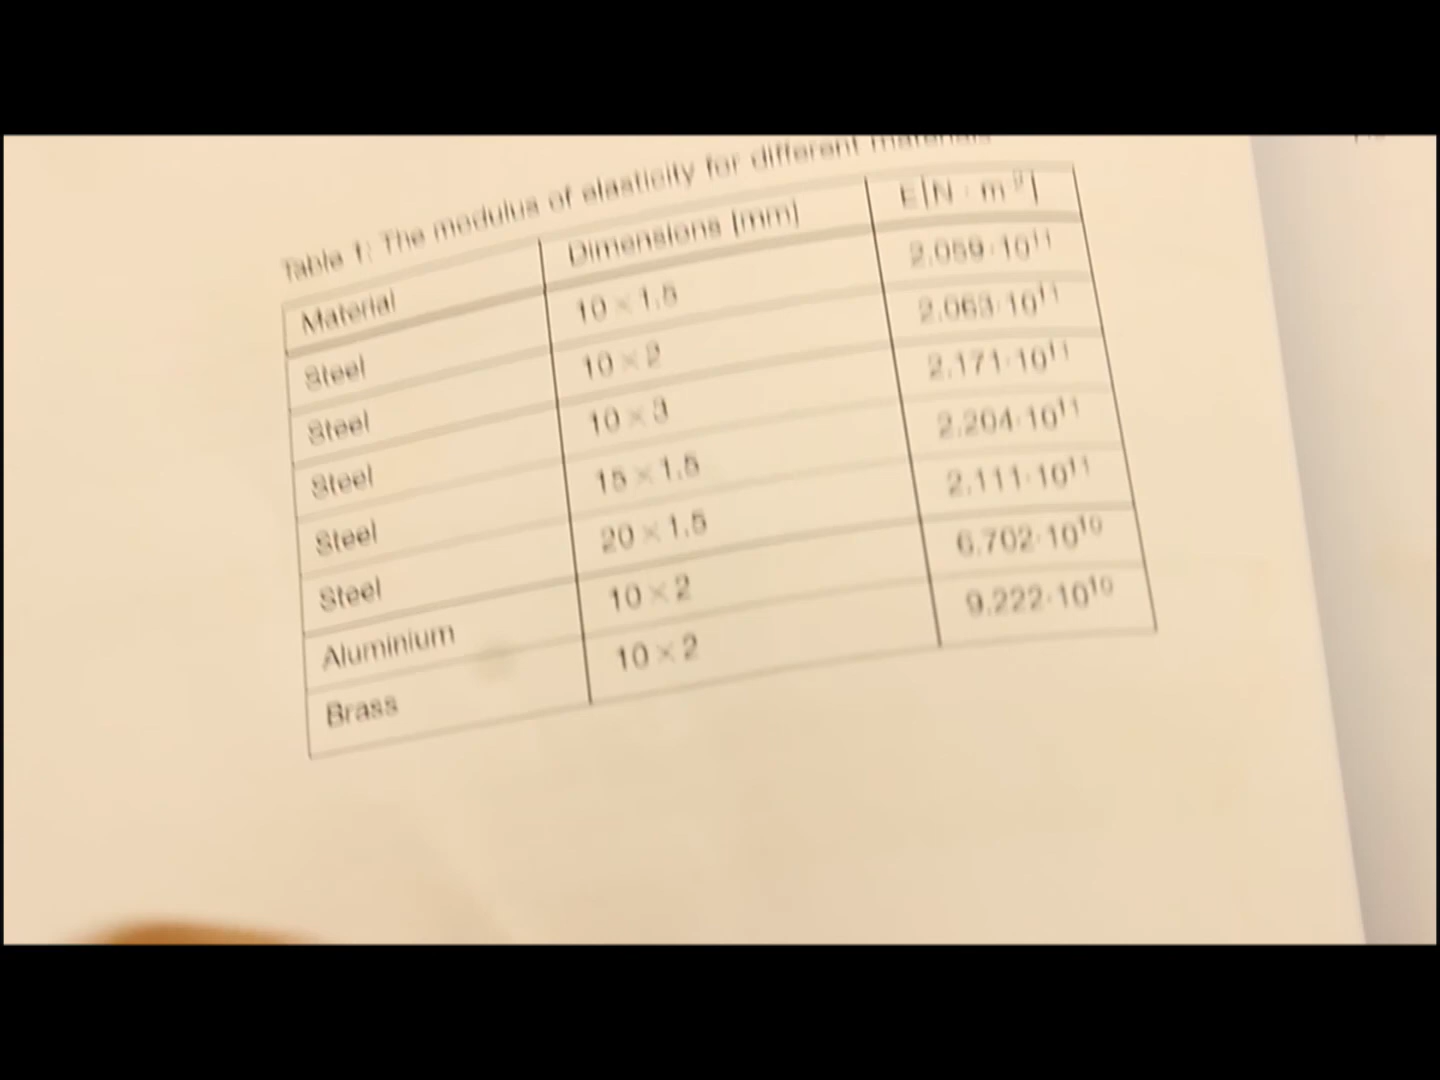 Table 1: The modulus of elasticity for different materials
Material Dimensions [mm] E[N · m⁻²]
Steel 10 × 1.5 2.059·10¹¹
Steel 10 × 2 2.063·10¹¹
Steel 10 × 3 2.171·10¹¹
Steel 15 × 1.5 2.204·10¹¹
Steel 20 × 1.5 2.111·10¹¹
Aluminium 10 × 2 6.702·10¹⁰
Brass 10 × 2 9.222·10¹⁰